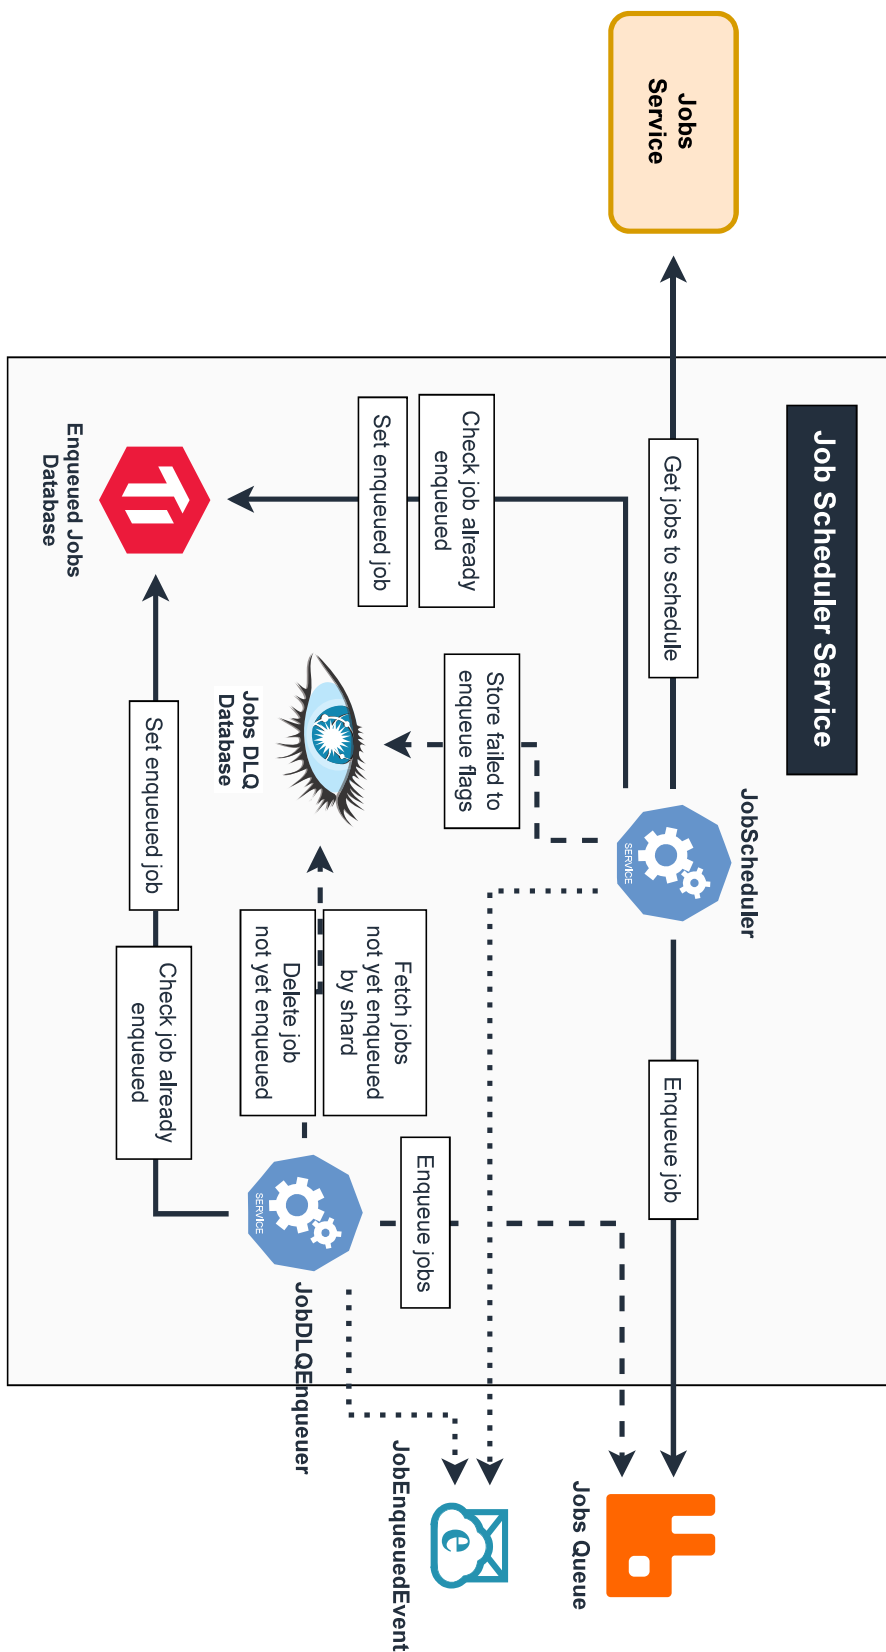 Job Scheduler Service
Jobs
Service
Get jobs to schedule
JobScheduler
SERVICE
Enqueue job
Jobs Queue
Check job already
enqueued
Set enqueued job
Store failed to
enqueue flags
Enqueued Jobs
Database
Jobs DLQ
Database
Fetch jobs
not yet enqueued
by shard
Delete job
not yet enqueued
Enqueue jobs
SERVICE
JobDLQEnqueuer
Set enqueued job
Check job already
enqueued
e
JobEnqueuedEvent